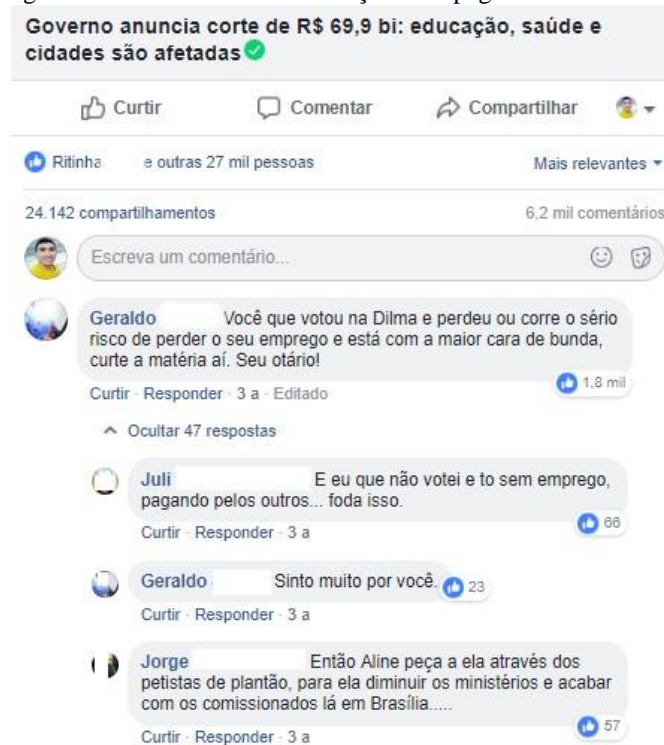 Governo anuncia corte de R$ 69,9 bi: educação, saúde e
cidades são afetadas
Curtir Comentar Compartilhar
Ritinha e outras 27 mil pessoas Mais relevantes
24.142 compartilhamentos 6,2 mil comentários
Escreva um comentário...
Geraldo Você que votou na Dilma e perdeu ou corre o sério
risco de perder o seu emprego e está com a maior cara de bunda,
curte a matéria aí. Seu otário!
1,8 mil
Curtir · Responder · 3 a · Editado
Ocultar 47 respostas
Juli E eu que não votei e to sem emprego,
pagando pelos outros... foda isso.
66
Curtir · Responder · 3 a
Geraldo Sinto muito por você. 23
Curtir · Responder · 3 a
Jorge Então Aline peça a ela através dos
petistas de plantão, para ela diminuir os ministérios e acabar
com os comissionados lá em Brasília.....
57
Curtir · Responder · 3 a